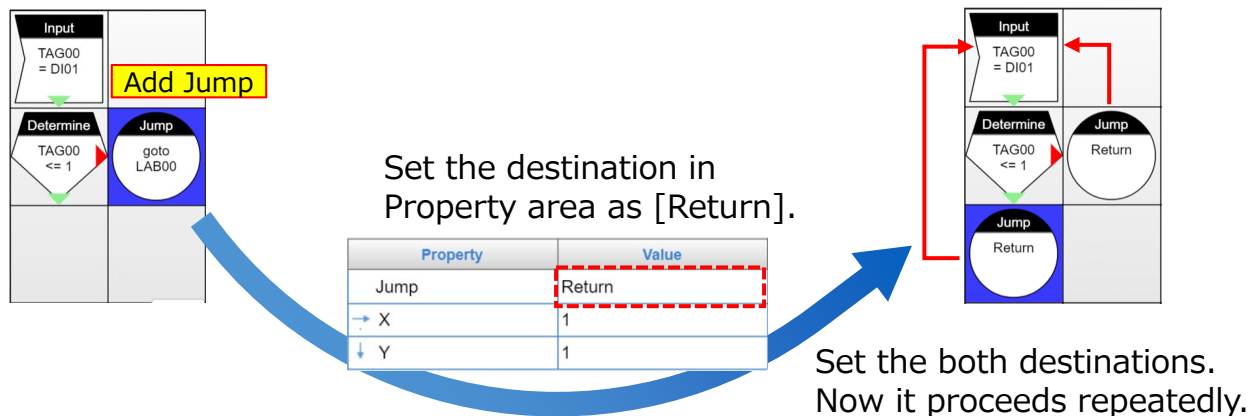 Input
TAG00
= DI01
Add Jump
Determine
TAG00
<= 1
Jump
goto
LAB00
Set the destination in
Property area as [Return].
Property Value
Jump Return
X 1
Y 1
Input
TAG00
= DI01
Determine
TAG00
<= 1
Jump
Return
Jump
Return
Set the both destinations.
Now it proceeds repeatedly.